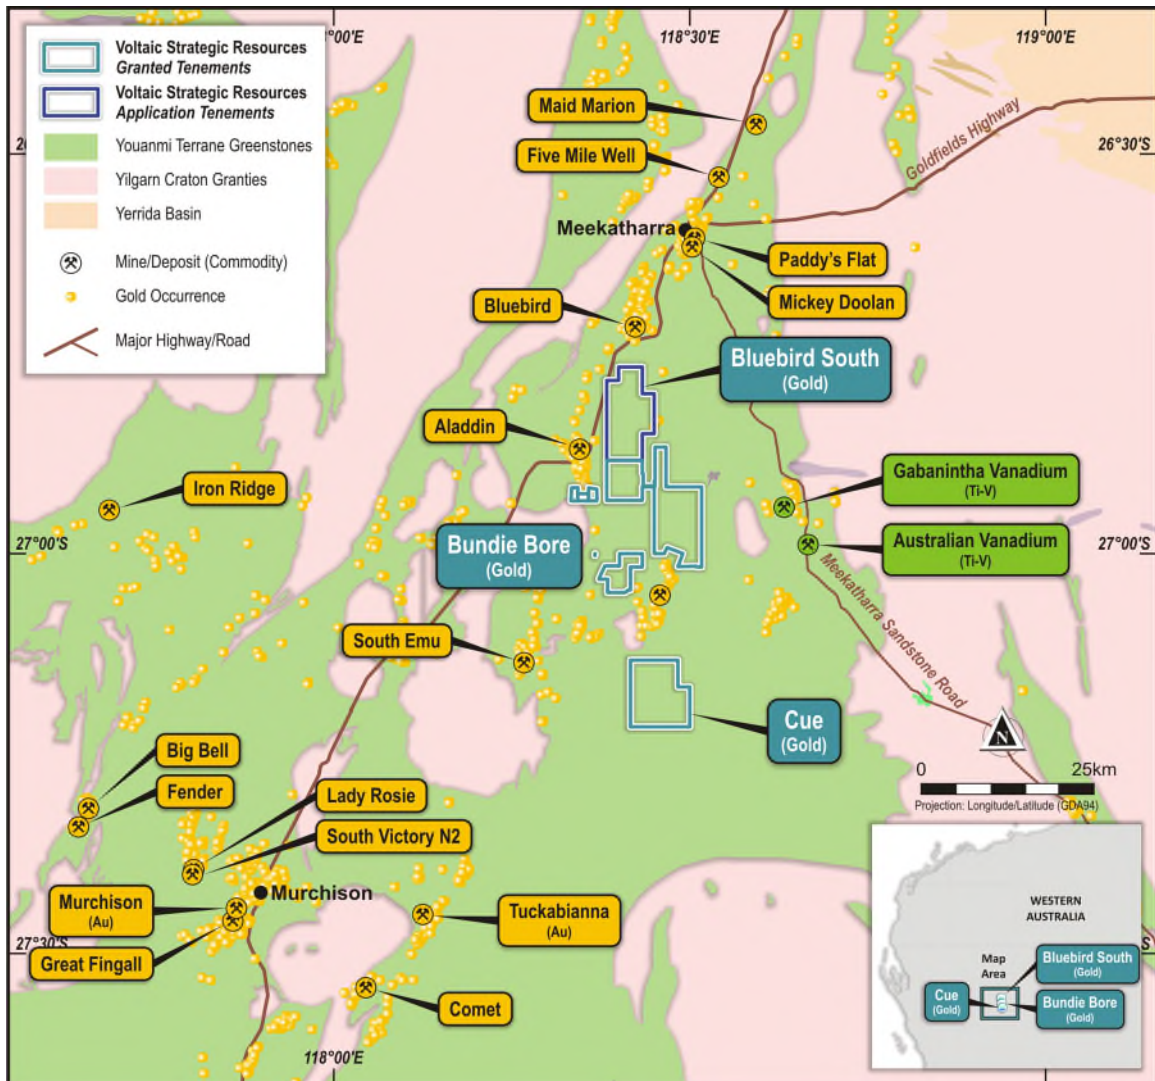 Voltaic Strategic Resources
Granted Tenements
Voltaic Strategic Resources
Application Tenements
Youanmi Terrane Greenstones
Yilgarn Craton Granties
Yerrida Basin
Mine/Deposit (Commodity)
Gold Occurrence
Major Highway/Road
:00'E
118°30'E
119°00'E
26
26°30'S
Goldfields Highway
Maid Marion
Five Mile Well
Meekatharra
Paddy's Flat
Mickey Doolan
Bluebird
Bluebird South
(Gold)
Aladdin
Iron Ridge
Gabanintha Vanadium
(Ti-V)
27°00'S
Bundie Bore
(Gold)
Australian Vanadium
(Ti-V)
27°00'S
Meekatharra Sandstone Road
South Emu
Cue
(Gold)
N
Big Bell
Fender
Lady Rosie
South Victory N2
0 25km
Projection: Longitude/Latitude (GDA94)
Murchison
Murchison
(Au)
Tuckabianna
(Au)
27°30'S
S
Great Fingall
Comet
118°00'E
WESTERN
AUSTRALIA
Map
Area
Bluebird South
(Gold)
Cue
(Gold)
Bundie Bore
(Gold)